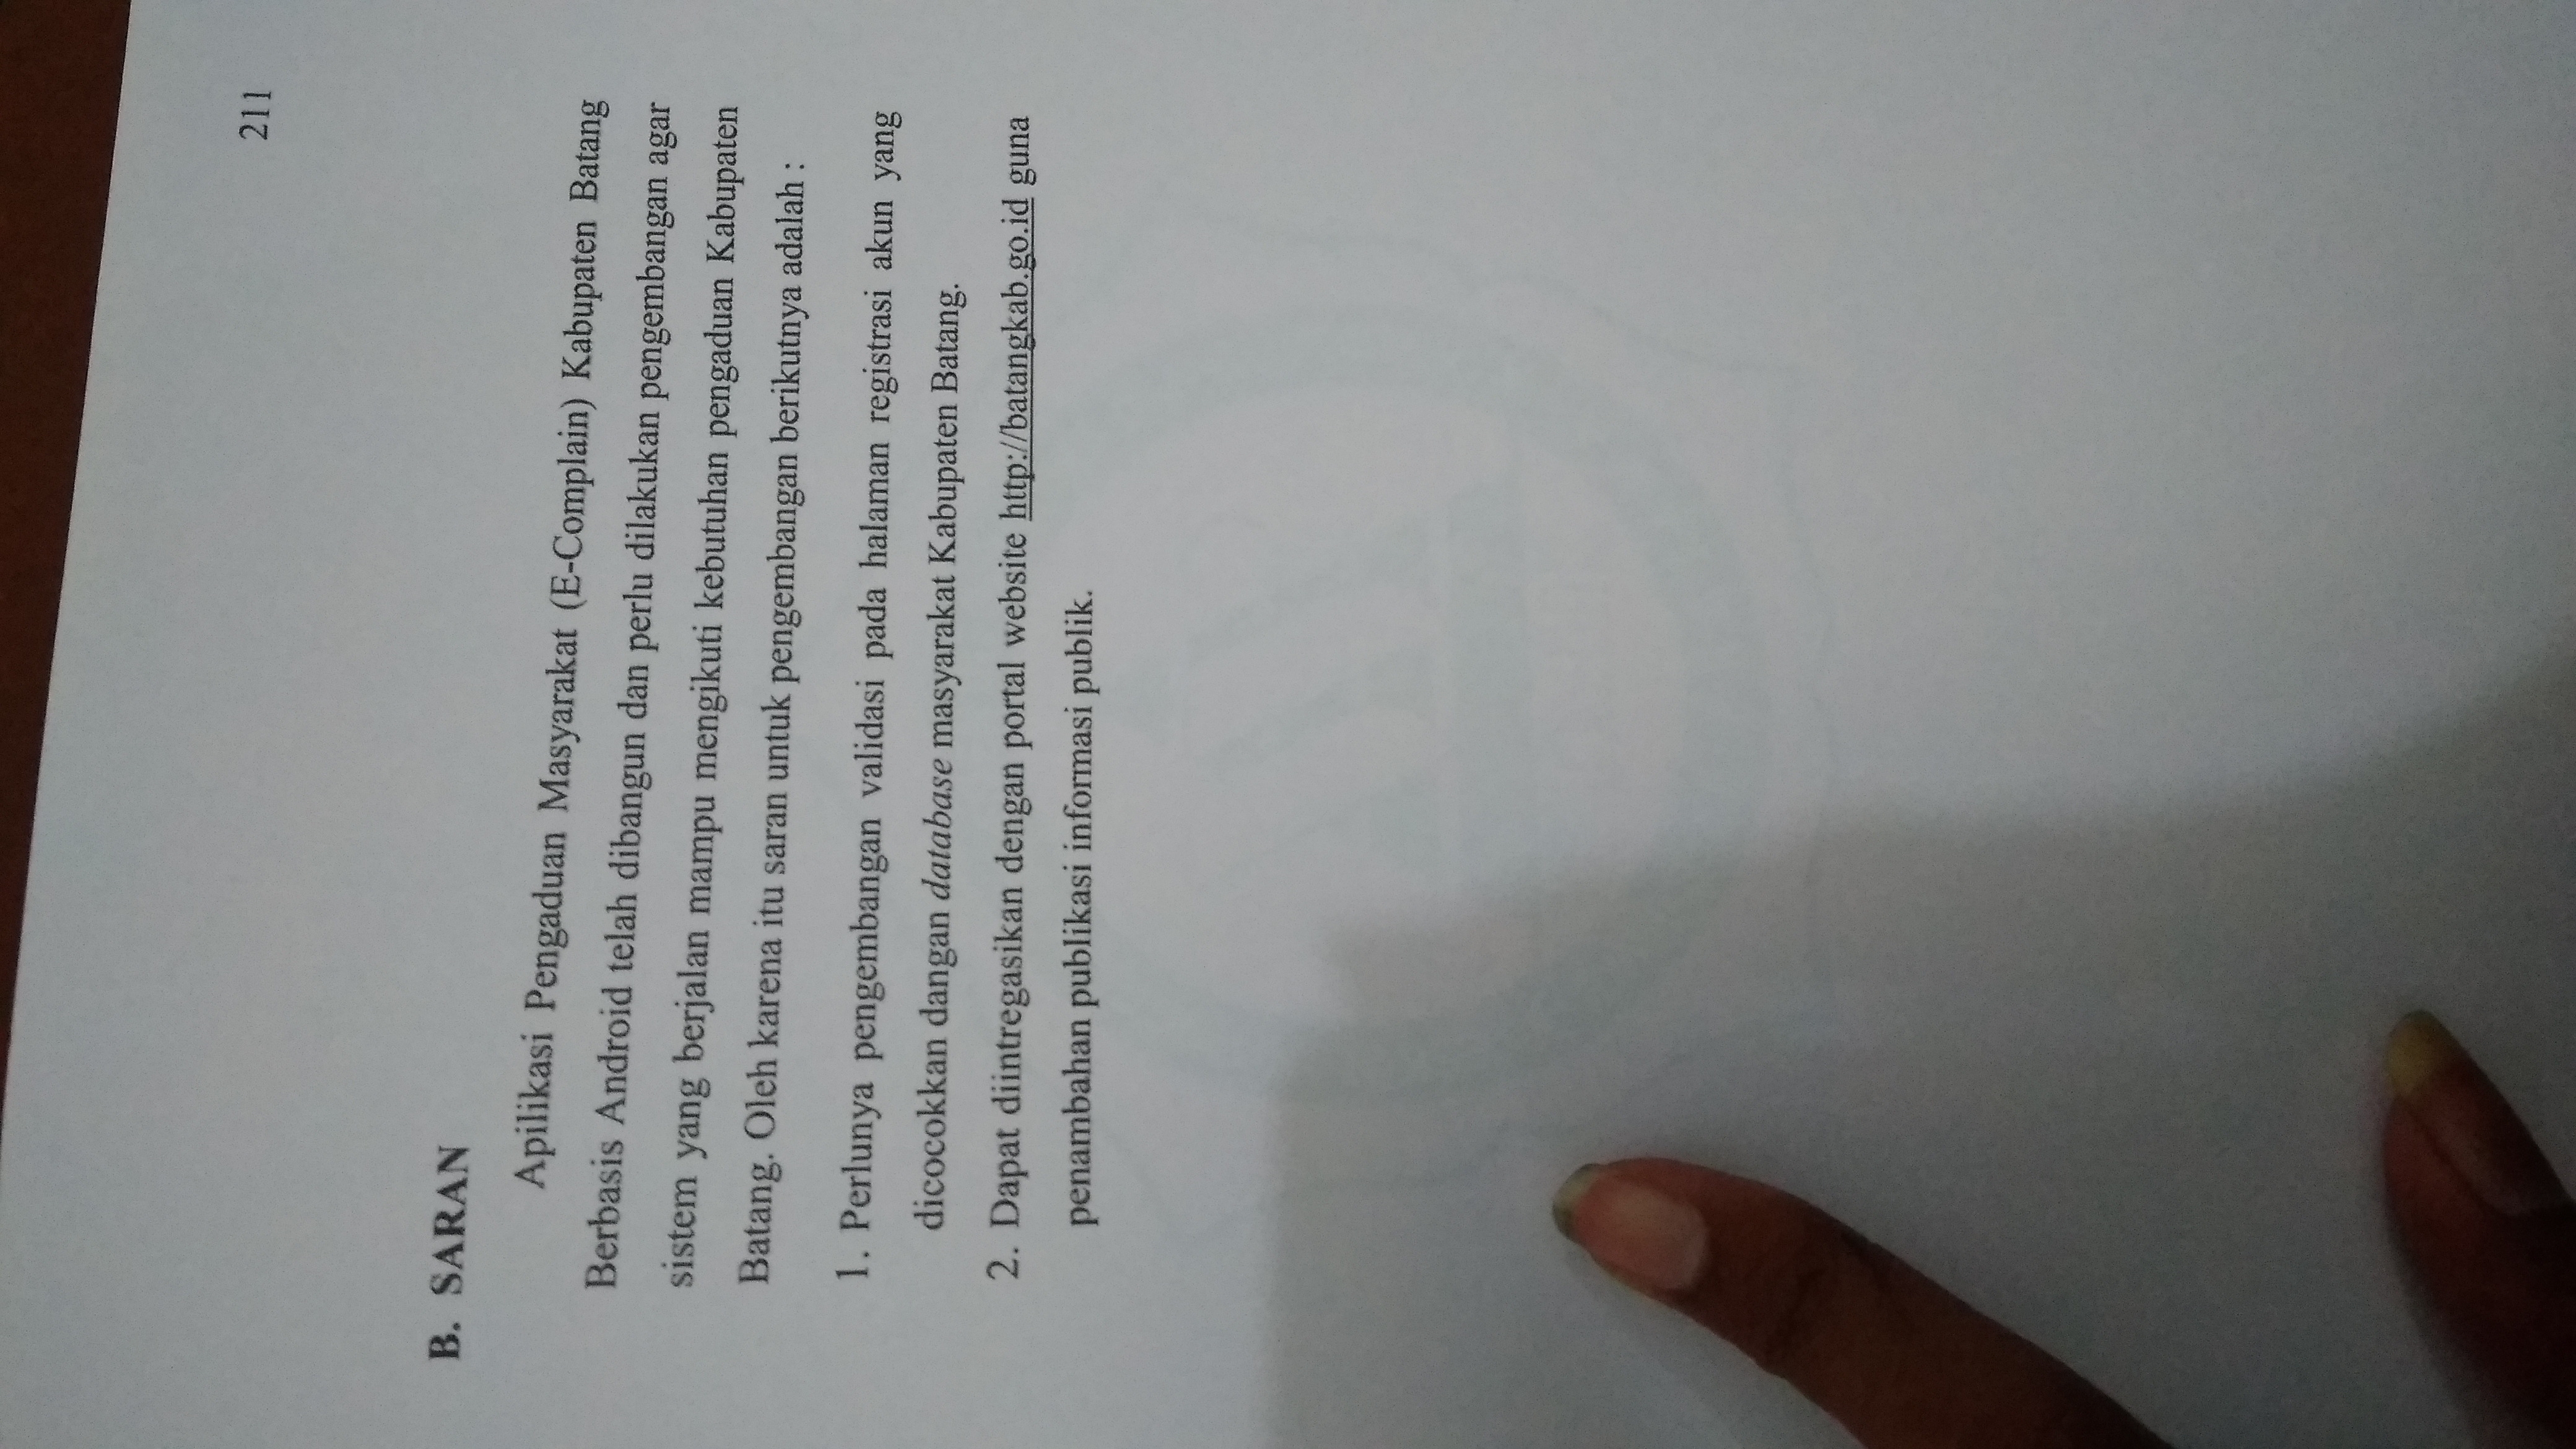 211
B. SARAN
Apilikasi Pengaduan Masyarakat (E-Complain) Kabupaten Batang
Berbasis Android telah dibangun dan perlu dilakukan pengembangan agar
sistem yang berjalan mampu mengikuti kebutuhan pengaduan Kabupaten
Batang. Oleh karena itu saran untuk pengembangan berikutnya adalah :
1. Perlunya pengembangan validasi pada halaman registrasi akun yang
dicocokkan dangan database masyarakat Kabupaten Batang.
2. Dapat diintregasikan dengan portal website http://batangkab.go.id guna
penambahan publikasi informasi publik.